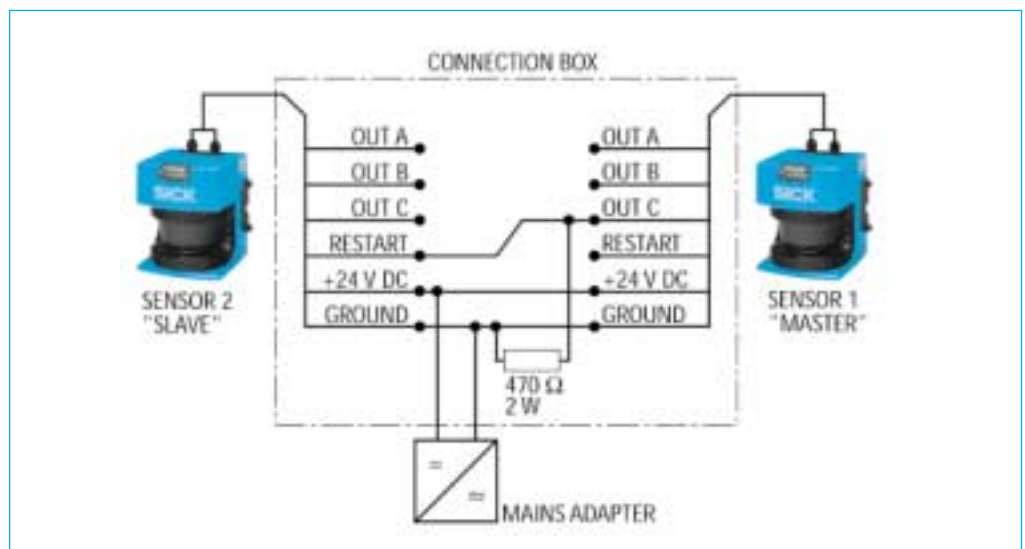 CONNECTION BOX
OUT A
OUT B
OUT C
RESTART
+24 V DC
GROUND
OUT A
OUT B
OUT C
RESTART
+24 V DC
GROUND
SICK
SENSOR 2
"SLAVE"
SICK
SENSOR 1
"MASTER"
470 Ω
2 W
MAINS ADAPTER